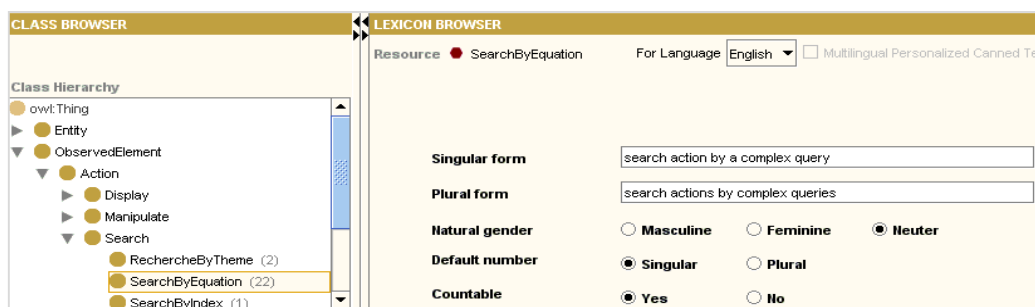 CLASS BROWSER
Class Hierarchy
owl:Thing
Entity
ObservedElement
Action
Display
Manipulate
Search
RechercheByTheme (2)
SearchByEquation (22)
SearchByIndex (1)
LEXICON BROWSER
Resource SearchByEquation For Language English Multilingual Personalized Canned Te
Singular form search action by a complex query
Plural form search actions by complex queries
Natural gender Masculine Feminine Neuter
Default number Singular Plural
Countable Yes No